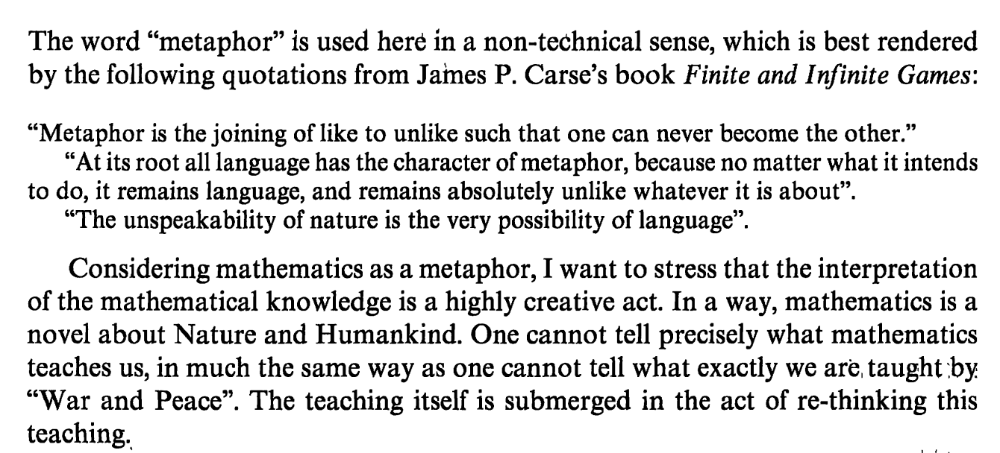 The word “metaphor” is used here in a non-technical sense, which is best rendered
by the following quotations from James P. Carse’s book Finite and Infinite Games:
“Metaphor is the joining of like to unlike such that one can never become the other.”
“At its root all language has the character of metaphor, because no matter what it intends
to do, it remains language, and remains absolutely unlike whatever it is about”.
“The unspeakability of nature is the very possibility of language”.
Considering mathematics as a metaphor, I want to stress that the interpretation
of the mathematical knowledge is a highly creative act. In a way, mathematics is a
novel about Nature and Humankind. One cannot tell precisely what mathematics
teaches us, in much the same way as one cannot tell what exactly we are taught by
“War and Peace”. The teaching itself is submerged in the act of re-thinking this
teaching.